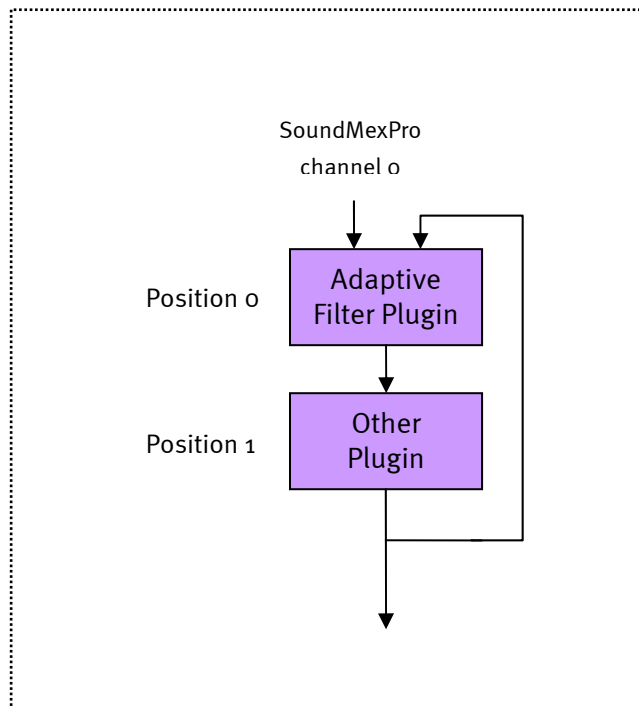 SoundMexPro
channel 0
Position 0
Adaptive
Filter Plugin
Position 1
Other
Plugin